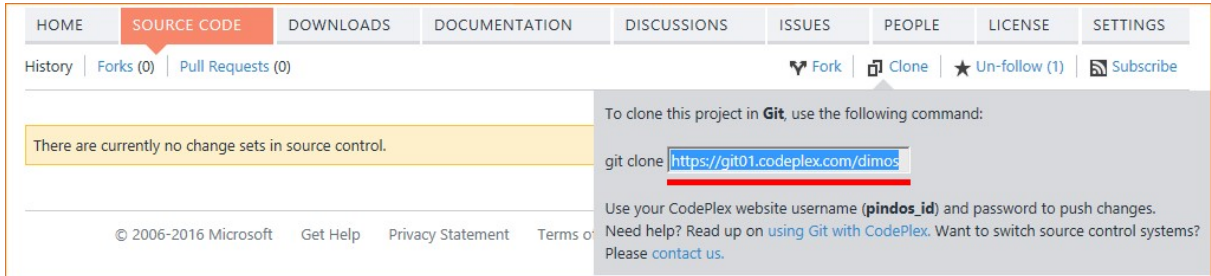 HOME SOURCE CODE DOWNLOADS DOCUMENTATION DISCUSSIONS ISSUES PEOPLE LICENSE SETTINGS
History Forks (0) Pull Requests (0) Fork Clone Un-follow (1) Subscribe
To clone this project in Git, use the following command:
There are currently no change sets in source control.
git clone https://git01.codeplex.com/dimos
Use your CodePlex website username (pindos_id) and password to push changes.
© 2006-2016 Microsoft Get Help Privacy Statement Terms o
Need help? Read up on using Git with CodePlex. Want to switch source control systems?
Please contact us.